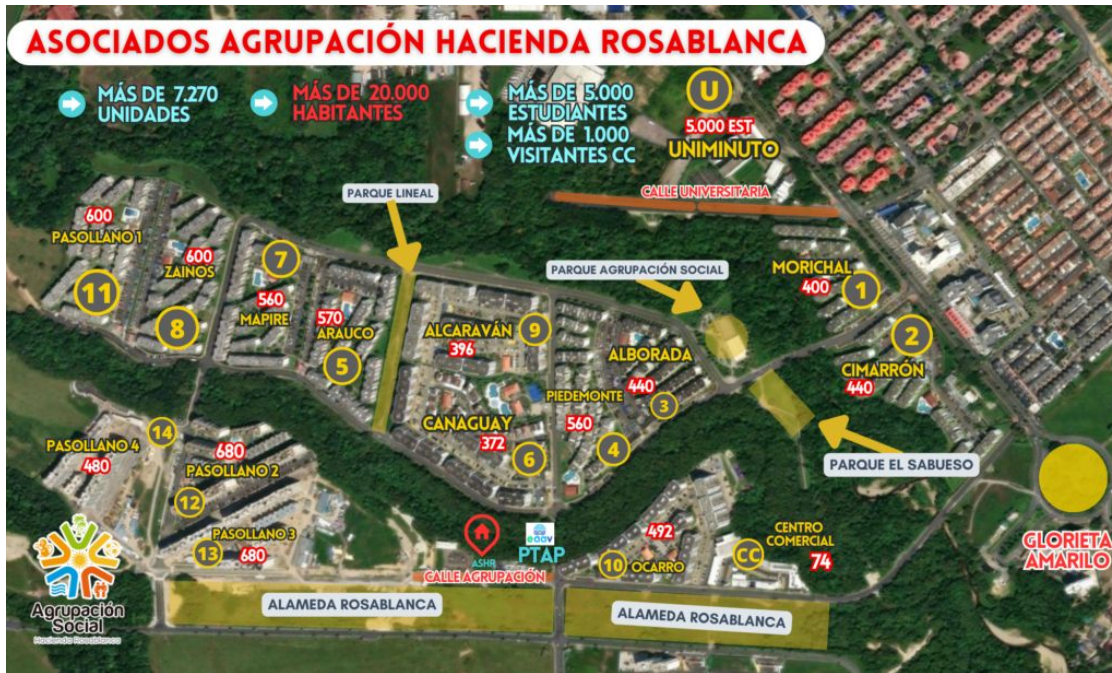 ASOCIADOS AGRUPACIÓN HACIENDA ROSABLANCA
MÁS DE 7.270
UNIDADES
MÁS DE 20.000
HABITANTES
MÁS DE 5.000
ESTUDIANTES
MÁS DE 1.000
VISITANTES CC
U
5.000 EST
UNIMINUTO
CALLE UNIVERSITARIA
PARQUE LINEAL
600
PASOLLANO 1
11
600
ZAINOS
8
7
560
MAPIRE
570
ARAUCO
5
ALCARAVÁN
396
9
CANAGUAY
372
6
PARQUE AGRUPACIÓN SOCIAL
ALBORADA
440
3
PIEDEMONTE
560
4
MORICHAL
400
1
2
CIMARRÓN
440
PARQUE EL SABUESO
GLORIETA
AMARILO
14
PASOLLANO 4
480
680
PASOLLANO 2
12
PASOLLANO 3
13
680
ASHR
eaav
PTAP
CALLE AGRUPACIÓN
492
10
OCARRO
CENTRO
COMERCIAL
CC
74
ALAMEDA ROSABLANCA
ALAMEDA ROSABLANCA
Agrupación
Social
Hacienda Rosablanca